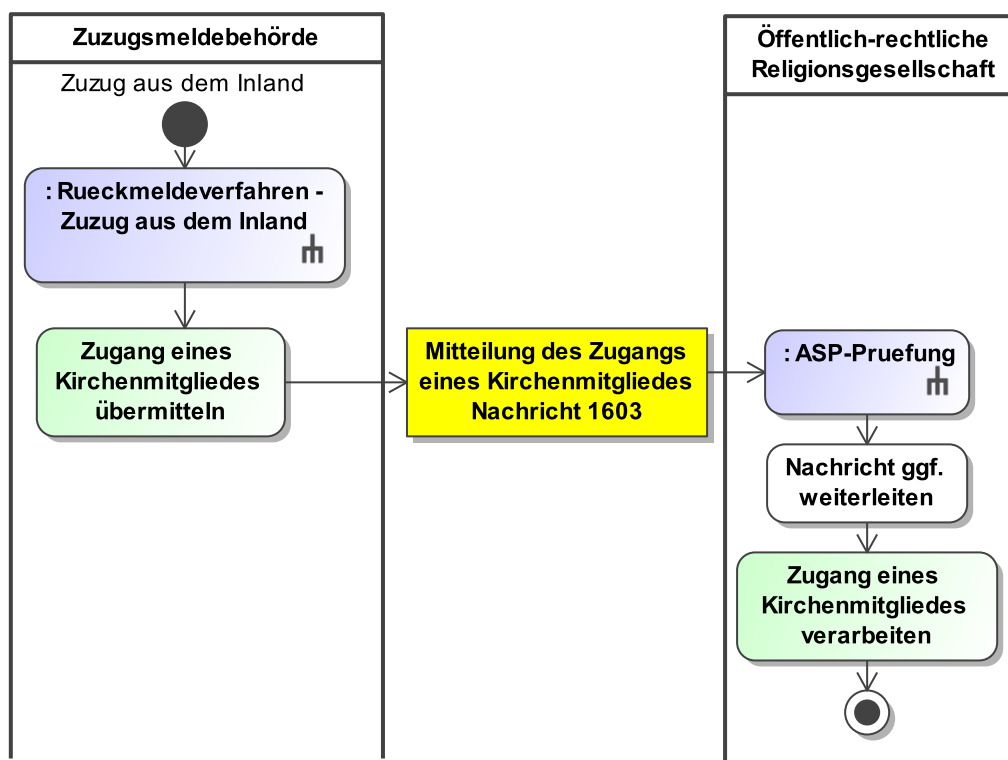 Zuzugsmeldebehörde
Zuzug aus dem Inland
: Rueckmeldeverfahren -
Zuzug aus dem Inland
Zugang eines
Kirchenmitgliedes
übermitteln
Mitteilung des Zugangs
eines Kirchenmitgliedes
Nachricht 1603
Öffentlich-rechtliche
Religionsgesellschaft
: ASP-Pruefung
Nachricht ggf.
weiterleiten
Zugang eines
Kirchenmitgliedes
verarbeiten